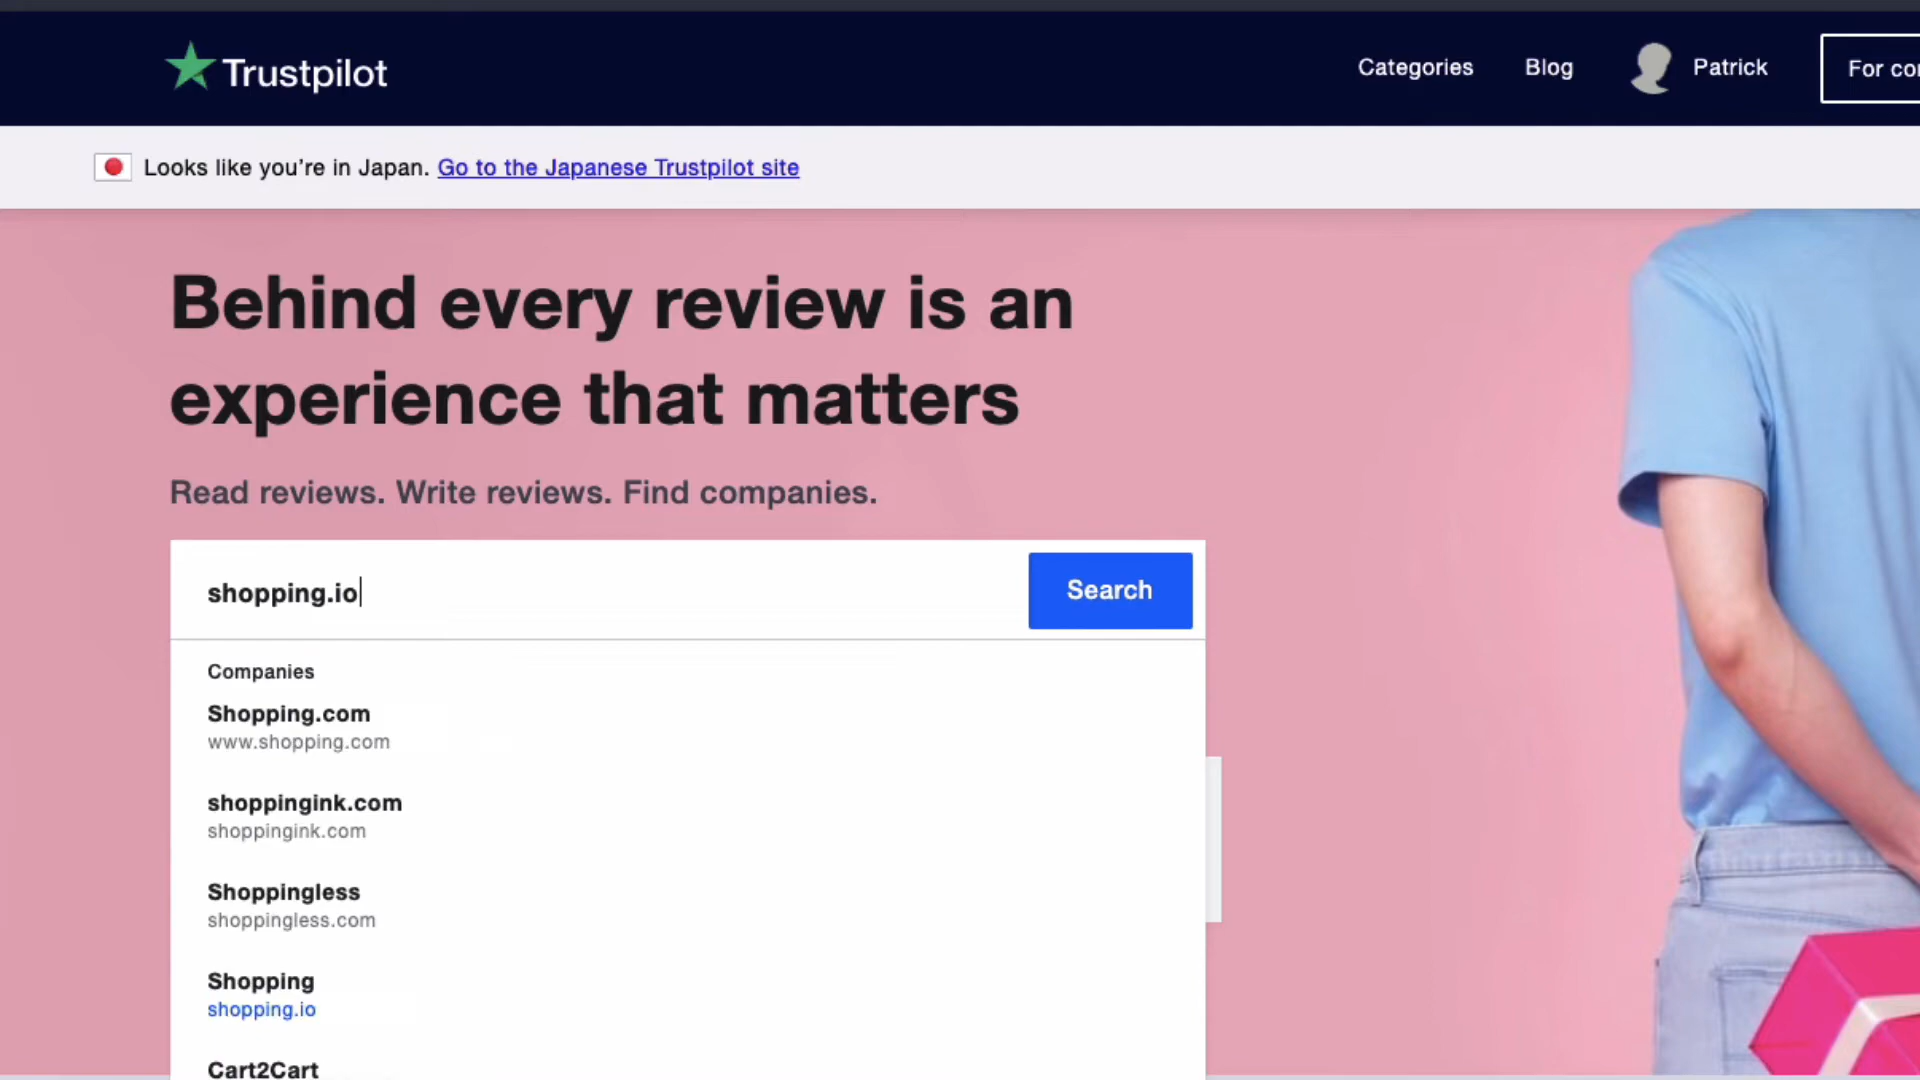 Trustpilot
Categories
Blog
Patrick
For
Looks like you're in Japan. Go to the Japanese Trustpilot site
Behind every review is an
experience that matters
Read reviews. Write reviews. Find companies.
shopping.io
Search
Companies
Shopping.com
www.shopping.com
shoppingink.com
shoppingink.com
Shoppingless
shoppingless.com
Shopping
shopping.io
Cart2Cart